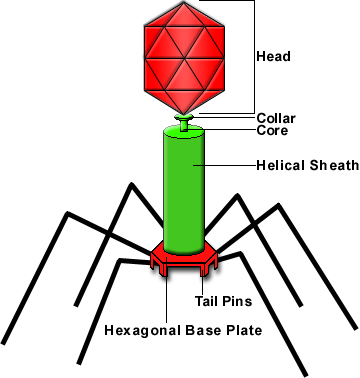 Head
Collar
Core
Helical Sheath
Tail Pins
Hexagonal Base Plate